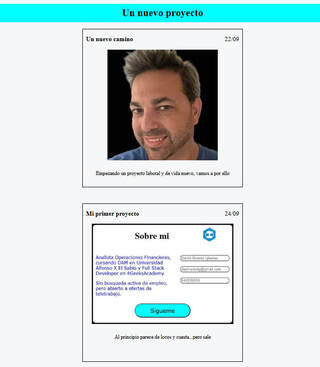 Un nuevo proyecto
Un nuevo camino 22/09
Empezando un proyecto laboral y de vida nuevo, vamos a por ello
Mi primer proyecto 24/09
Sobre mi
Analista Operaciones Financieras,
cursando DAM en Universidad
Alfonso X El Sabio y Full Stack
Developer en 4GeeksAcademy.
Sin busqueda activa de empleo,
pero abierto a ofertas de
teletrabajo.
Sigueme
Al principio parece de locos y cuesta...pero sale